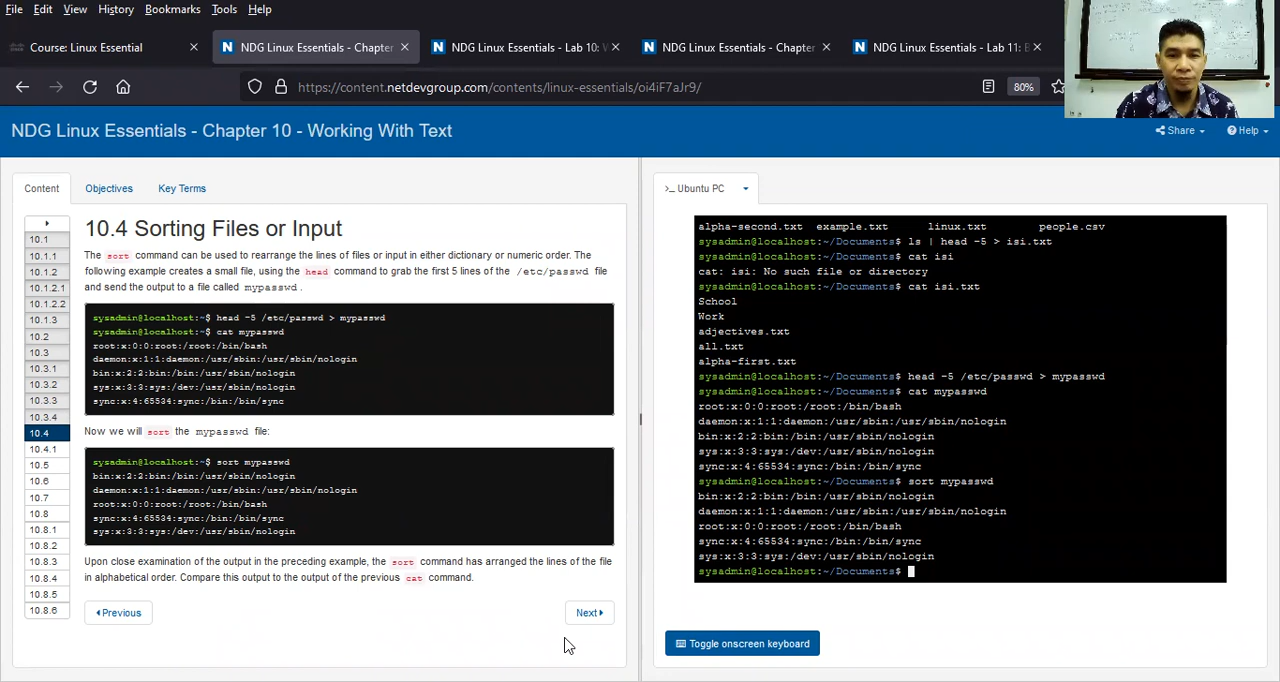 File Edit View History Bookmarks Tools Help
Course: Linux Essential
NDG Linux Essentials - Chapter
NDG Linux Essentials - Lab 10:
NDG Linux Essentials - Chapter
NDG Linux Essentials - Lab 11:
https://content.netdevgroup.com/contents/linux-essentials/oi4iF7aJr9/
80%
NDG Linux Essentials - Chapter 10 - Working With Text
Share
Help
Content Objectives Key Terms
10.1
10.1.1
10.1.2
10.1.2.1
10.1.2.2
10.1.3
10.2
10.3
10.3.1
10.3.2
10.3.3
10.3.4
10.4
10.4.1
10.5
10.6
10.7
10.8
10.8.1
10.8.2
10.8.3
10.8.4
10.8.5
10.8.6
10.4 Sorting Files or Input
The sort command can be used to rearrange the lines of files or input in either dictionary or numeric order. The
following example creates a small file, using the head command to grab the first 5 lines of the /etc/passwd file
and send the output to a file called mypasswd.
sysadmin@localhost:~$ head -5 /etc/passwd > mypasswd
sysadmin@localhost:~$ cat mypasswd
root:x:0:0:root:/root:/bin/bash
daemon:x:1:1:daemon:/usr/sbin:/usr/sbin/nologin
bin:x:2:2:bin:/bin:/usr/sbin/nologin
sys:x:3:3:sys:/dev:/usr/sbin/nologin
sync:x:4:65534:sync:/bin:/bin/sync
Now we will sort the mypasswd file:
sysadmin@localhost:~$ sort mypasswd
bin:x:2:2:bin:/bin:/usr/sbin/nologin
daemon:x:1:1:daemon:/usr/sbin:/usr/sbin/nologin
root:x:0:0:root:/root:/bin/bash
sync:x:4:65534:sync:/bin:/bin/sync
sys:x:3:3:sys:/dev:/usr/sbin/nologin
Upon close examination of the output in the preceding example, the sort command has arranged the lines of the file
in alphabetical order. Compare this output to the output of the previous cat command.
Previous
Next
>_ Ubuntu PC
alpha-second.txt example.txt linux.txt people.csv
sysadmin@localhost:~/Documents$ ls | head -5 > isi.txt
sysadmin@localhost:~/Documents$ cat isi
cat: isi: No such file or directory
sysadmin@localhost:~/Documents$ cat isi.txt
School
Work
adjectives.txt
all.txt
alpha-first.txt
sysadmin@localhost:~/Documents$ head -5 /etc/passwd > mypasswd
sysadmin@localhost:~/Documents$ cat mypasswd
root:x:0:0:root:/root:/bin/bash
daemon:x:1:1:daemon:/usr/sbin:/usr/sbin/nologin
bin:x:2:2:bin:/bin:/usr/sbin/nologin
sys:x:3:3:sys:/dev:/usr/sbin/nologin
sync:x:4:65534:sync:/bin:/bin/sync
sysadmin@localhost:~/Documents$ sort mypasswd
bin:x:2:2:bin:/bin:/usr/sbin/nologin
daemon:x:1:1:daemon:/usr/sbin:/usr/sbin/nologin
root:x:0:0:root:/root:/bin/bash
sync:x:4:65534:sync:/bin:/bin/sync
sys:x:3:3:sys:/dev:/usr/sbin/nologin
sysadmin@localhost:~/Documents$
Toggle onscreen keyboard